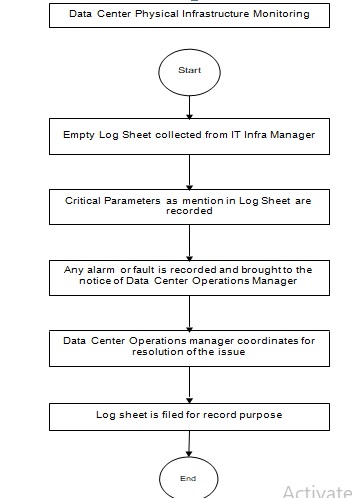 Data Center Physical Infrastructure Monitoring
Start
Empty Log Sheet collected from IT Infra Manager
Critical Parameters as mention in Log Sheet are
recorded
Any alarm or fault is recorded and brought to the
notice of Data Center Operations Manager
Data Center Operations manager coordinates for
resolution of the issue
Log sheet is filed for record purpose
End
Activate